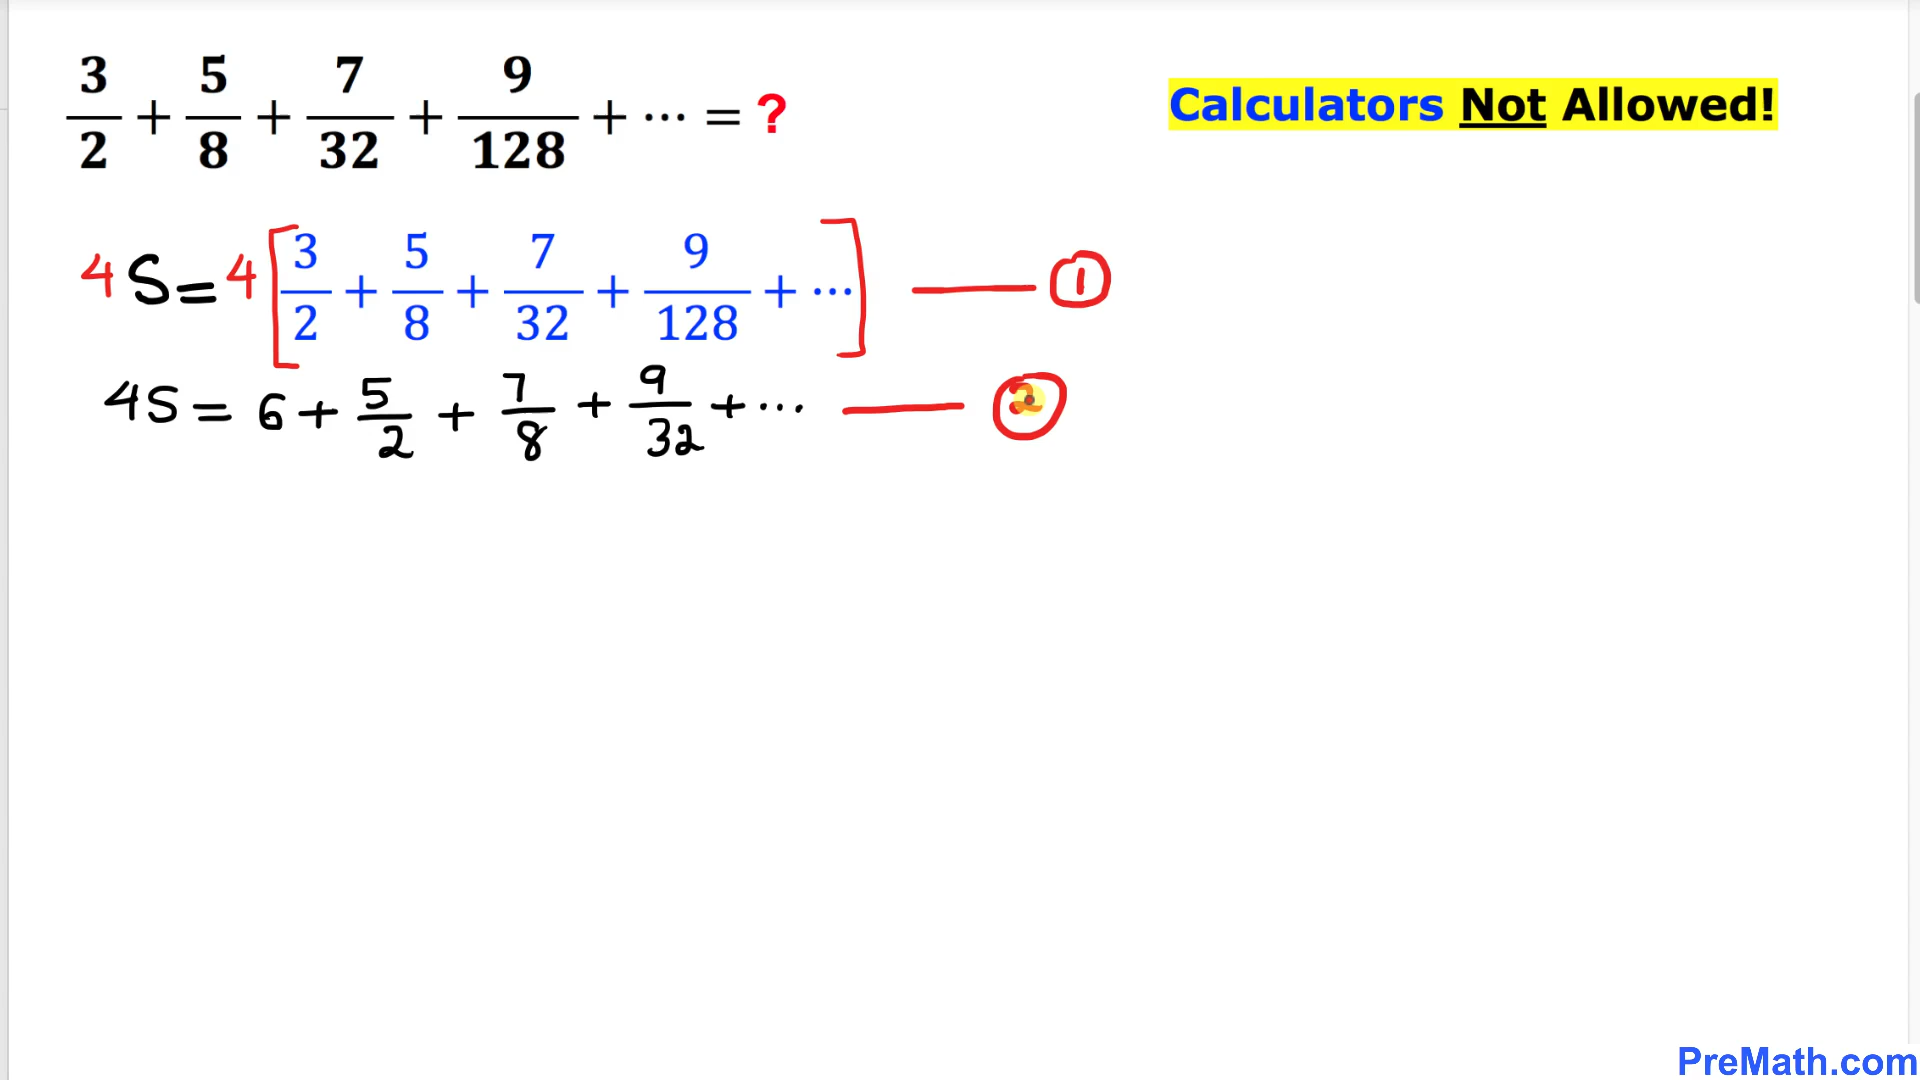 3/2 + 5/8 + 7/32 + 9/128 + ⋯ = ?
Calculators Not Allowed!
4S = 4[3/2 + 5/8 + 7/32 + 9/128 + ⋯] —— ①
4S = 6 + 5/2 + 7/8 + 9/32 + ⋯ —— ②
PreMath.com